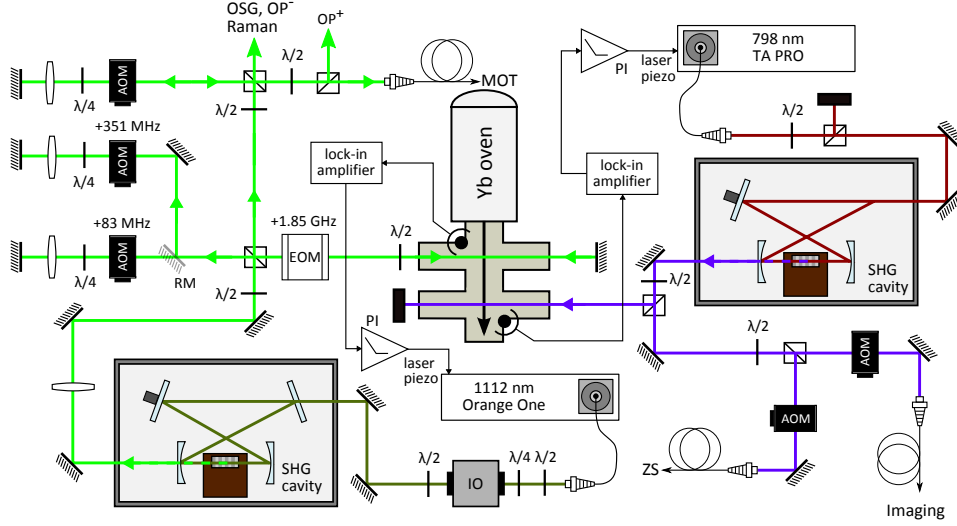 OSG, OP⁻
Raman
OP⁺
λ/2
AOM
λ/4
MOT
PI
laser
piezo
798 nm
TA PRO
λ/2
λ/2
+351 MHz
AOM
λ/4
lock-in
amplifier
Yb oven
lock-in
amplifier
+83 MHz
AOM
λ/4
RM
+1.85 GHz
EOM
λ/2
λ/2
SHG
cavity
λ/2
PI
laser
piezo
1112 nm
Orange One
λ/2
AOM
AOM
SHG
cavity
λ/2
IO
λ/4
λ/2
ZS
Imaging